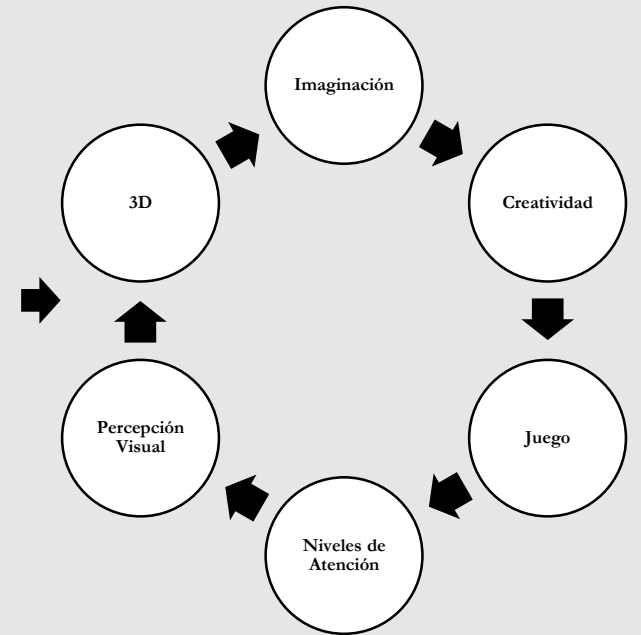 Imaginación
Creatividad
Juego
Niveles de
Atención
Percepción
Visual
3D